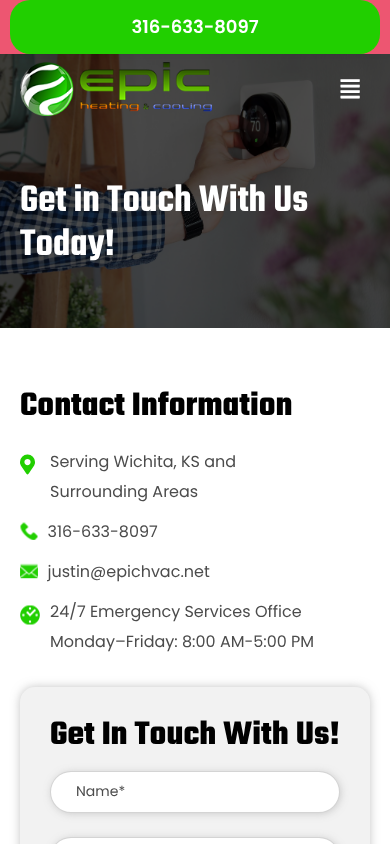 316-633-8097
epic
heating & cooling
70
Get in Touch With Us
Today!
Contact Information
Serving Wichita, KS and
Surrounding Areas
316-633-8097
justin@epichvac.net
24/7 Emergency Services Office
Monday–Friday: 8:00 AM-5:00 PM
Get In Touch With Us!
Name*